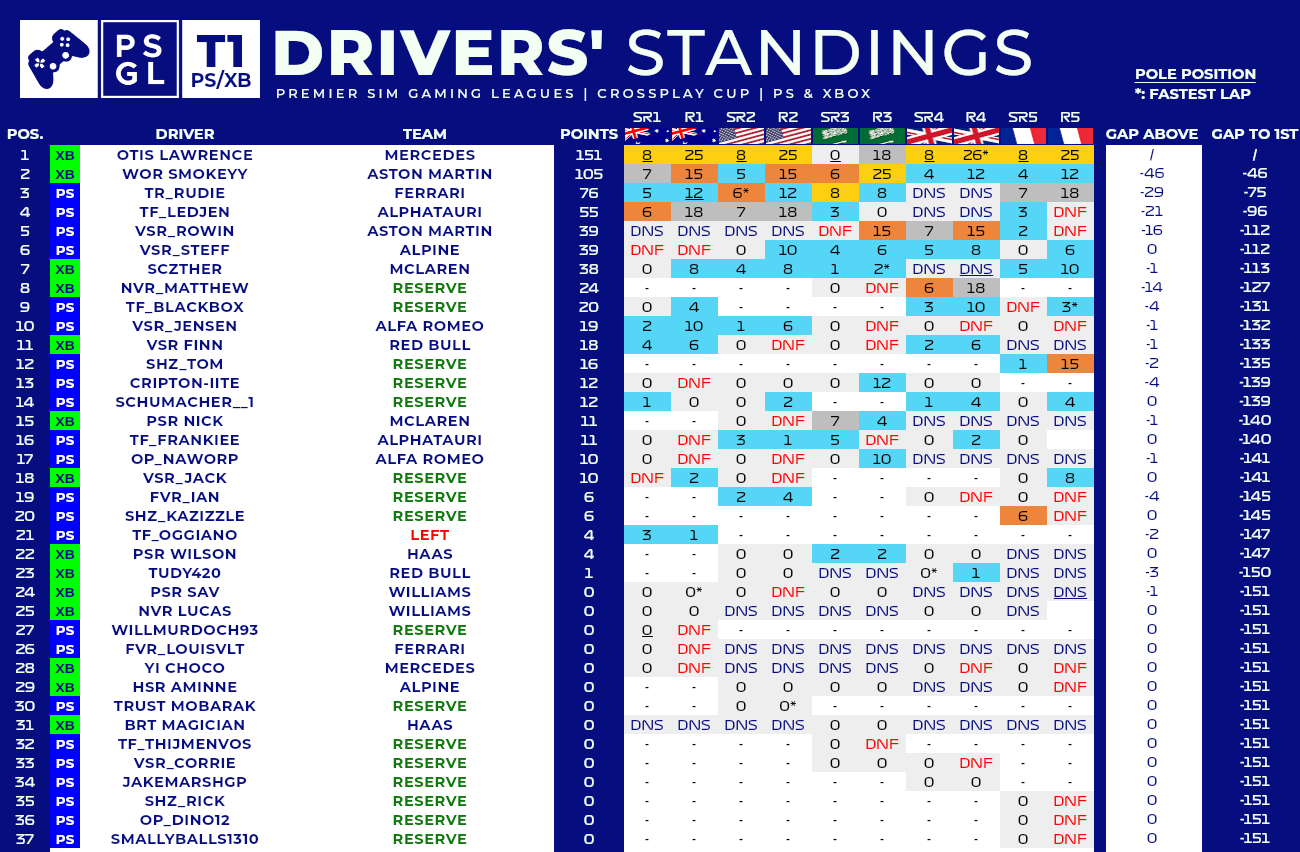 PS
GL
T1
PS/XB
DRIVERS' STANDINGS
PREMIER SIM GAMING LEAGUES | CROSSPLAY CUP | PS & XBOX
POLE POSITION
*: FASTEST LAP
SR1 R1 SR2 R2 SR3 R3 SR4 R4 SR5 R5
POS. DRIVER TEAM POINTS GAP ABOVE GAP TO 1ST
1 XB OTIS LAWRENCE MERCEDES 151 8 25 8 25 0 18 8 26* 8 25 / /
2 XB WOR SMOKEYY ASTON MARTIN 105 7 15 5 15 6 25 4 12 4 12 -46 -46
3 PS TR_RUDIE FERRARI 76 5 12 6* 12 8 8 DNS DNS 7 18 -29 -75
4 PS TF_LEDJEN ALPHATAURI 55 6 18 7 18 3 0 DNS DNS 3 DNF -21 -96
5 PS VSR_ROWIN ASTON MARTIN 39 DNS DNS DNS DNS DNF 15 7 15 2 DNF -16 -112
6 PS VSR_STEFF ALPINE 39 DNF DNF 0 10 4 6 5 8 0 6 0 -112
7 XB SCZTHER MCLAREN 38 0 8 4 8 1 2* DNS DNS 5 10 -1 -113
8 XB NVR_MATTHEW RESERVE 24 - - - - 0 DNF 6 18 - - -14 -127
9 PS TF_BLACKBOX RESERVE 20 0 4 - - - - 3 10 DNF 3* -4 -131
10 PS VSR_JENSEN ALFA ROMEO 19 2 10 1 6 0 DNF 0 DNF 0 DNF -1 -132
11 XB VSR FINN RED BULL 18 4 6 0 DNF 0 DNF 2 6 DNS DNS -1 -133
12 PS SHZ_TOM RESERVE 16 - - - - - - - - 1 15 -2 -135
13 PS CRIPTON-IITE RESERVE 12 0 DNF 0 0 0 12 0 0 - - -4 -139
14 PS SCHUMACHER__1 RESERVE 12 1 0 0 2 - - 1 4 0 4 0 -139
15 XB PSR NICK MCLAREN 11 - - 0 DNF 7 4 DNS DNS DNS DNS -1 -140
16 PS TF_FRANKIEE ALPHATAURI 11 0 DNF 3 1 5 DNF 0 2 0 0 -140
17 PS OP_NAWORP ALFA ROMEO 10 0 DNF 0 DNF 0 10 DNS DNS DNS DNS -1 -141
18 XB VSR_JACK RESERVE 10 DNF 2 0 DNF - - - - 0 8 0 -141
19 PS FVR_IAN RESERVE 6 - - 2 4 - - 0 DNF 0 DNF -4 -145
20 PS SHZ_KAZIZZLE RESERVE 6 - - - - - - - - 6 DNF 0 -145
21 PS TF_OGGIANO LEFT 4 3 1 - - - - - - - - -2 -147
22 XB PSR WILSON HAAS 4 - - 0 0 2 2 0 0 DNS DNS 0 -147
23 XB TUDY420 RED BULL 1 - - 0 0 DNS DNS 0* 1 DNS DNS -3 -150
24 XB PSR SAV WILLIAMS 0 0 0* 0 DNF 0 0 DNS DNS DNS DNS -1 -151
25 XB NVR LUCAS WILLIAMS 0 0 0 DNS DNS DNS DNS 0 0 DNS 0 -151
27 PS WILLMURDOCH93 RESERVE 0 0 DNF - - - - - - - - 0 -151
26 PS FVR_LOUISVLT FERRARI 0 0 DNF DNS DNS DNS DNS DNS DNS DNS DNS 0 -151
28 XB YI CHOCO MERCEDES 0 0 DNF DNS DNS DNS DNS 0 DNF 0 DNF 0 -151
29 XB HSR AMINNE ALPINE 0 - - 0 0 0 0 DNS DNS 0 DNF 0 -151
30 PS TRUST MOBARAK RESERVE 0 - - 0 0* - - - - - - 0 -151
31 XB BRT MAGICIAN HAAS 0 DNS DNS DNS DNS 0 0 DNS DNS DNS DNS 0 -151
32 PS TF_THIJMENVOS RESERVE 0 - - - - 0 DNF - - - - 0 -151
33 PS VSR_CORRIE RESERVE 0 - - - - 0 0 0 DNF - - 0 -151
34 PS JAKEMARSHGP RESERVE 0 - - - - - - 0 0 - - 0 -151
35 PS SHZ_RICK RESERVE 0 - - - - - - - - 0 DNF 0 -151
36 PS OP_DINO12 RESERVE 0 - - - - - - - - 0 DNF 0 -151
37 PS SMALLYBALLS1310 RESERVE 0 - - - - - - - - 0 DNF 0 -151